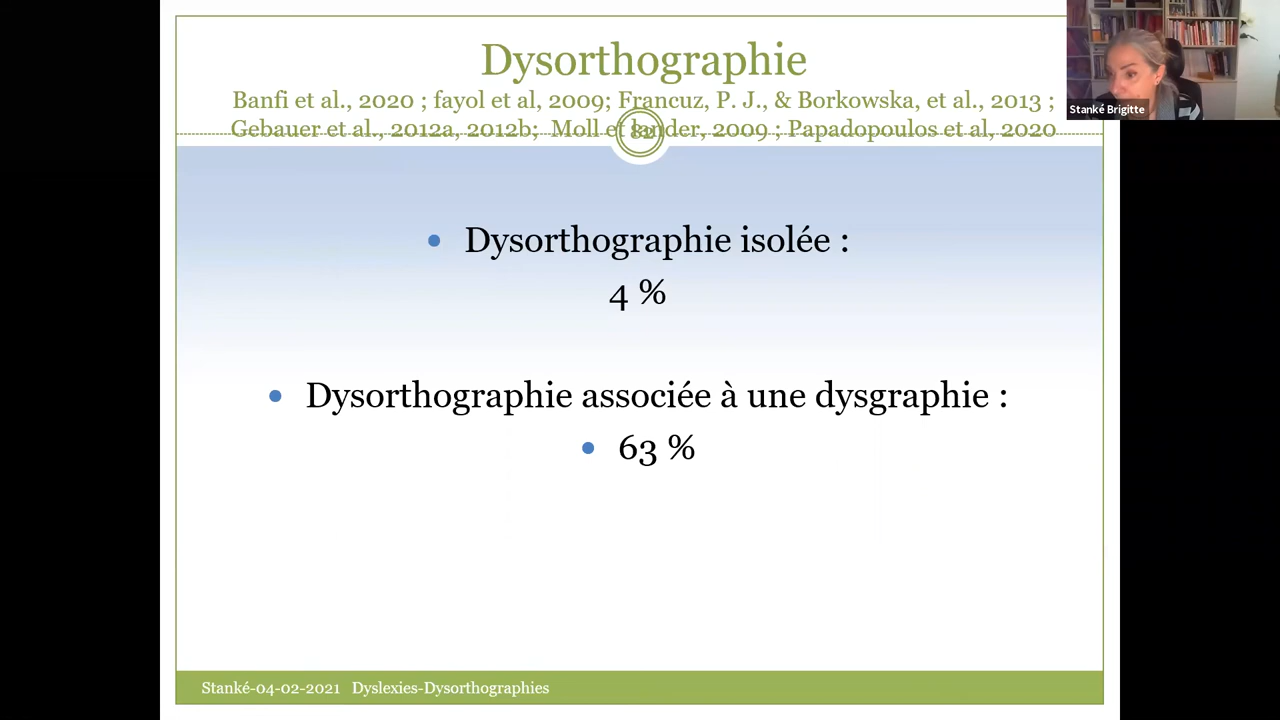 Dysorthographie
Banfi et al., 2020 ; fayol et al, 2009; Francuz, P. J., & Borkowska, et al., 2013 ;
Gebauer et al., 2012a, 2012b; Moll et lander, 2009 ; Papadopoulos et al, 2020
82
Stanké Brigitte
• Dysorthographie isolée :
4 %
• Dysorthographie associée à une dysgraphie :
• 63 %
Stanké-04-02-2021 Dyslexies-Dysorthographies